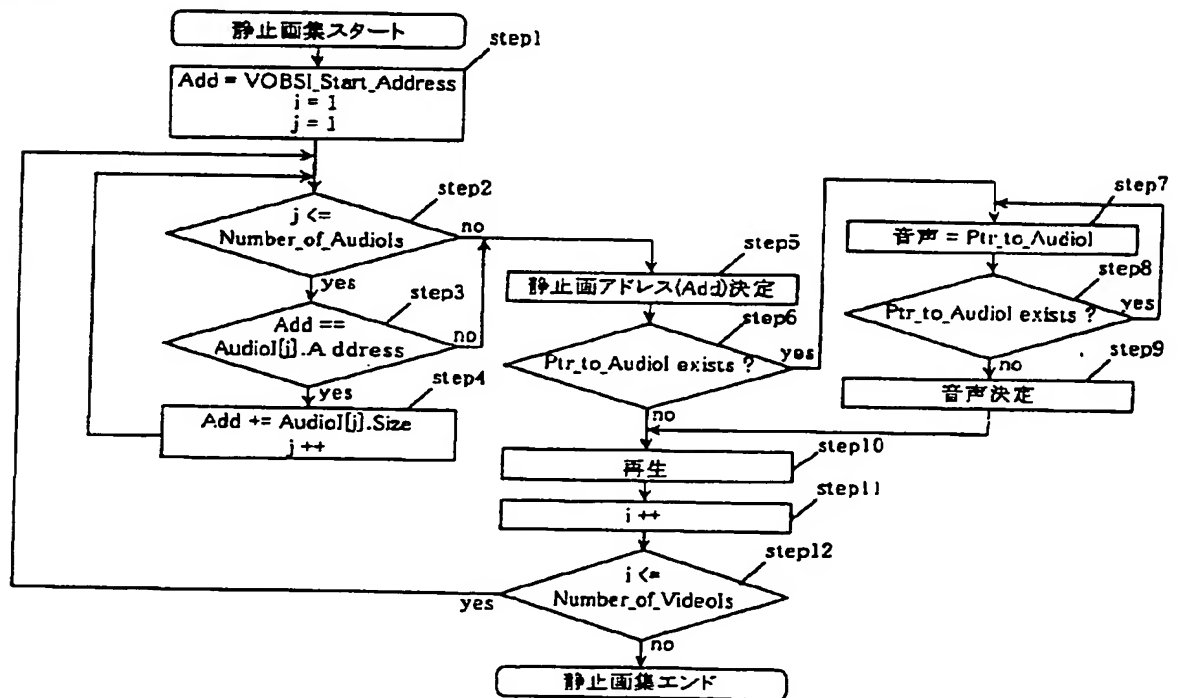 静止画集スタート
step1
Add = VOBSI_Start_Address
i = 1
j = 1
step2
j <=
Number_of_AudioIs
no
yes
step3
Add ==
AudioI[j].A ddress
no
yes
step4
Add += AudioI[j].Size
j ++
step5
静止画アドレス(Add)決定
step6
Ptr_to_AudioI exists ?
yes
no
step7
音声 = Ptr_to_AudioI
step8
Ptr_to_AudioI exists ?
yes
no
step9
音声決定
step10
再生
step11
i ++
step12
i <=
Number_of_VideoIs
yes
no
静止画集エンド